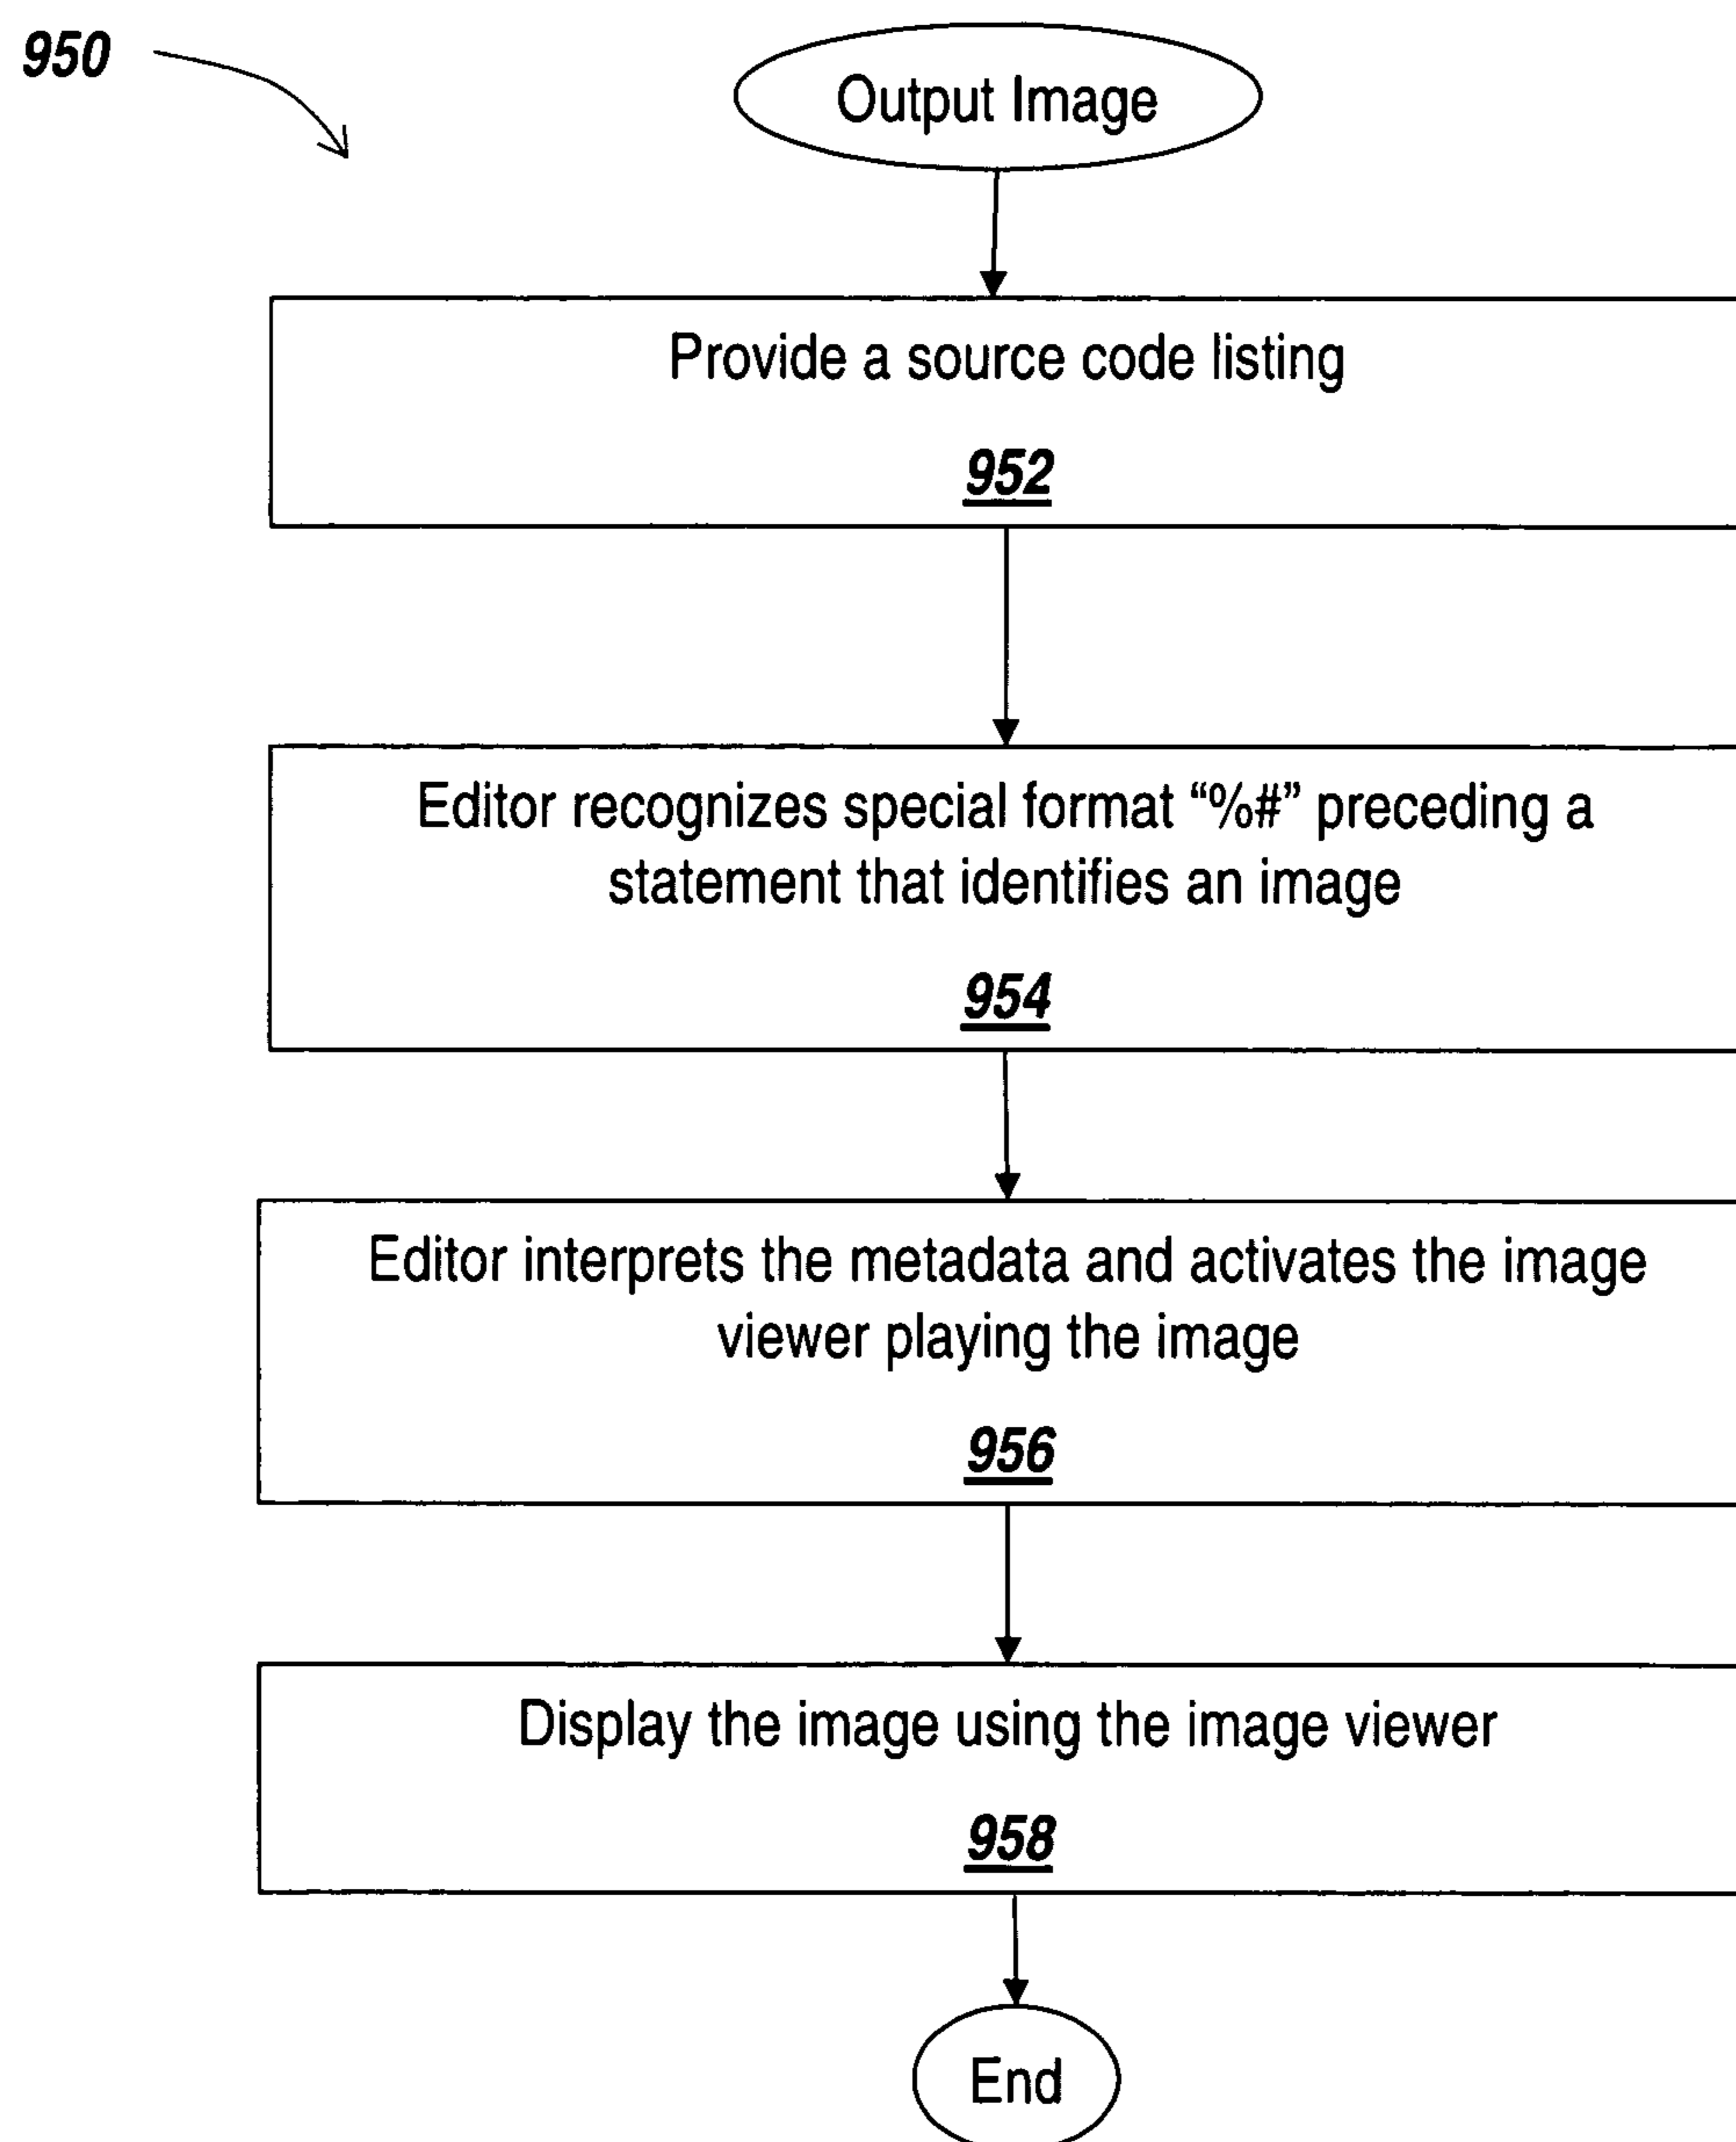 950
Output Image
Provide a source code listing
952
Editor recognizes special format “%#” preceding a
statement that identifies an image
954
Editor interprets the metadata and activates the image
viewer playing the image
956
Display the image using the image viewer
958
End